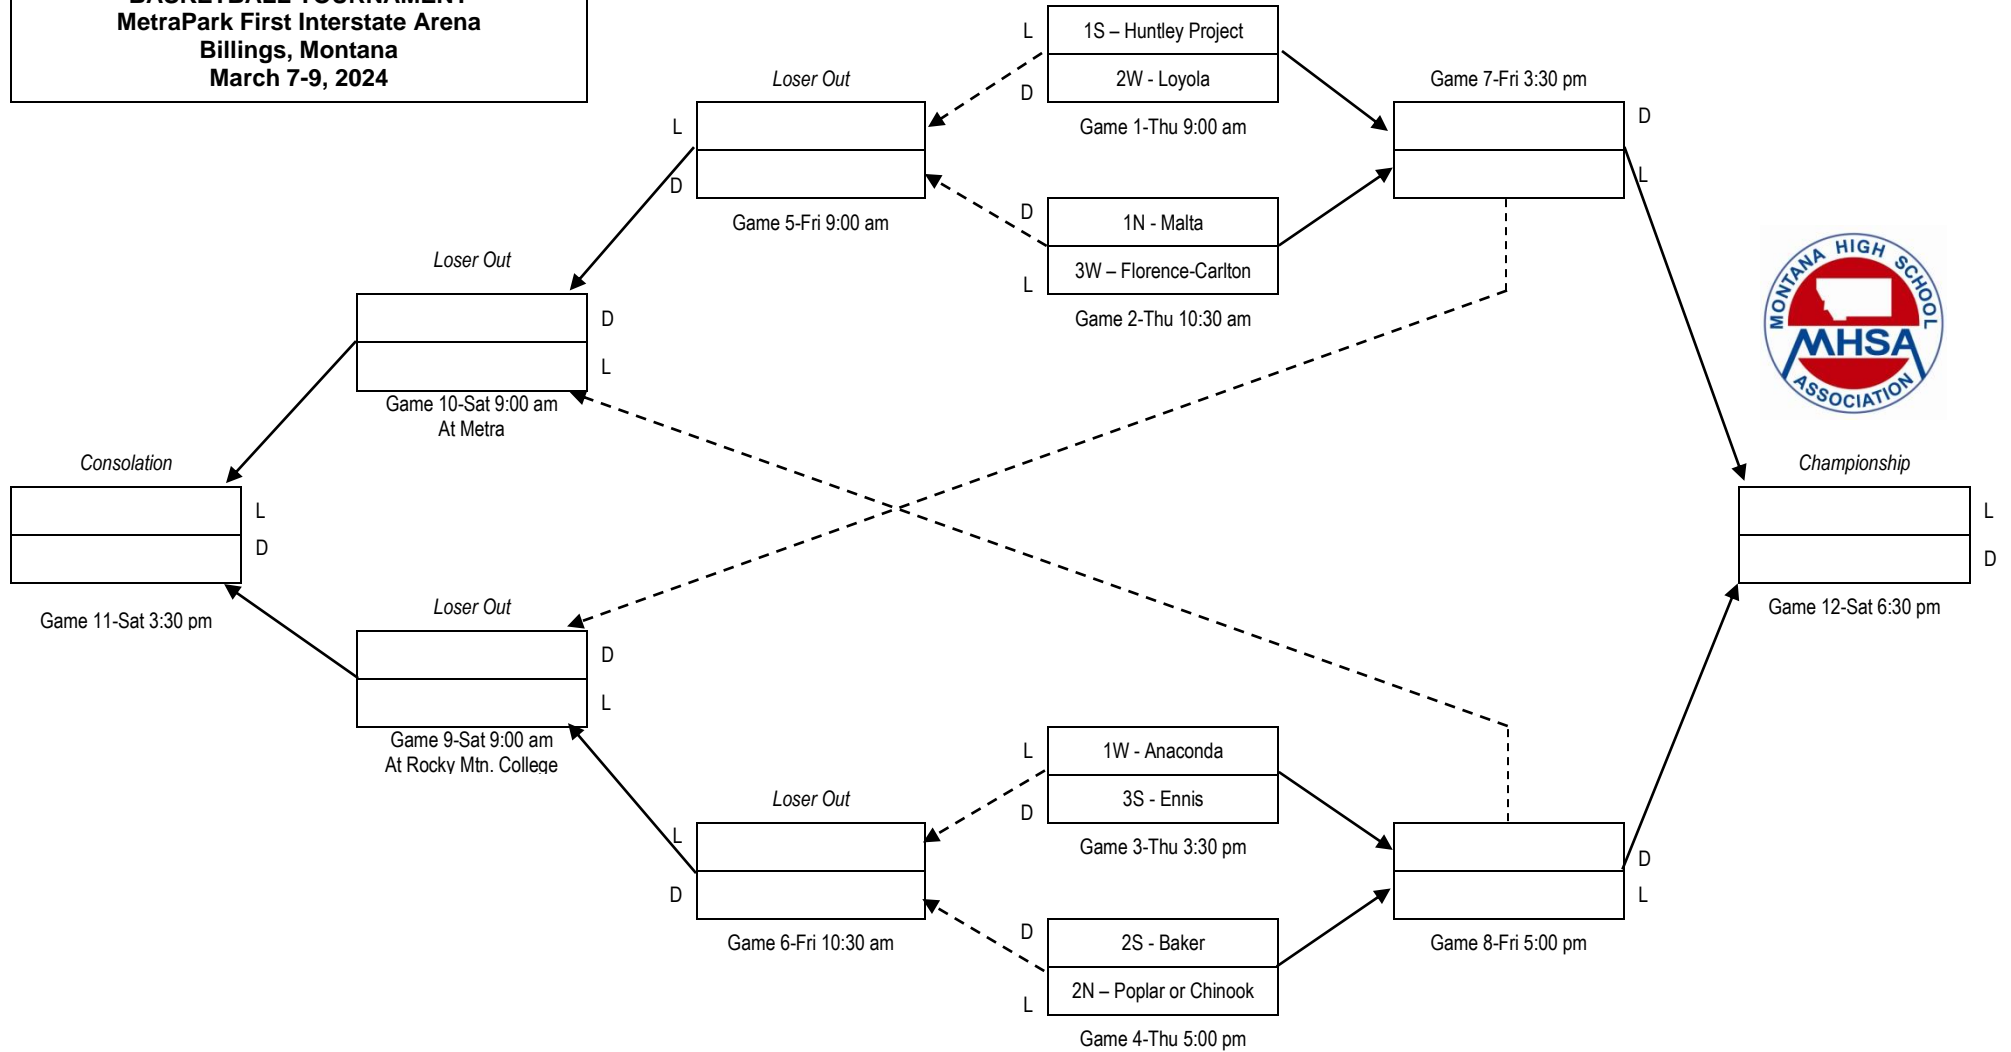 BASKETBALL TOURNAMENT
MetraPark First Interstate Arena
Billings, Montana
March 7-9, 2024
L
1S – Huntley Project
2W - Loyola
D
Game 1-Thu 9:00 am
Loser Out
L
D
Game 5-Fri 9:00 am
Game 7-Fri 3:30 pm
D
L
D
1N - Malta
3W – Florence-Carlton
L
Game 2-Thu 10:30 am
Loser Out
D
L
Game 10-Sat 9:00 am
At Metra
MONTANA HIGH SCHOOL
MHSA
ASSOCIATION
Consolation
L
D
Game 11-Sat 3:30 pm
Championship
L
D
Game 12-Sat 6:30 pm
Loser Out
D
L
Game 9-Sat 9:00 am
At Rocky Mtn. College
L
1W - Anaconda
3S - Ennis
D
Game 3-Thu 3:30 pm
Loser Out
L
D
Game 6-Fri 10:30 am
D
L
Game 8-Fri 5:00 pm
D
2S - Baker
2N – Poplar or Chinook
L
Game 4-Thu 5:00 pm